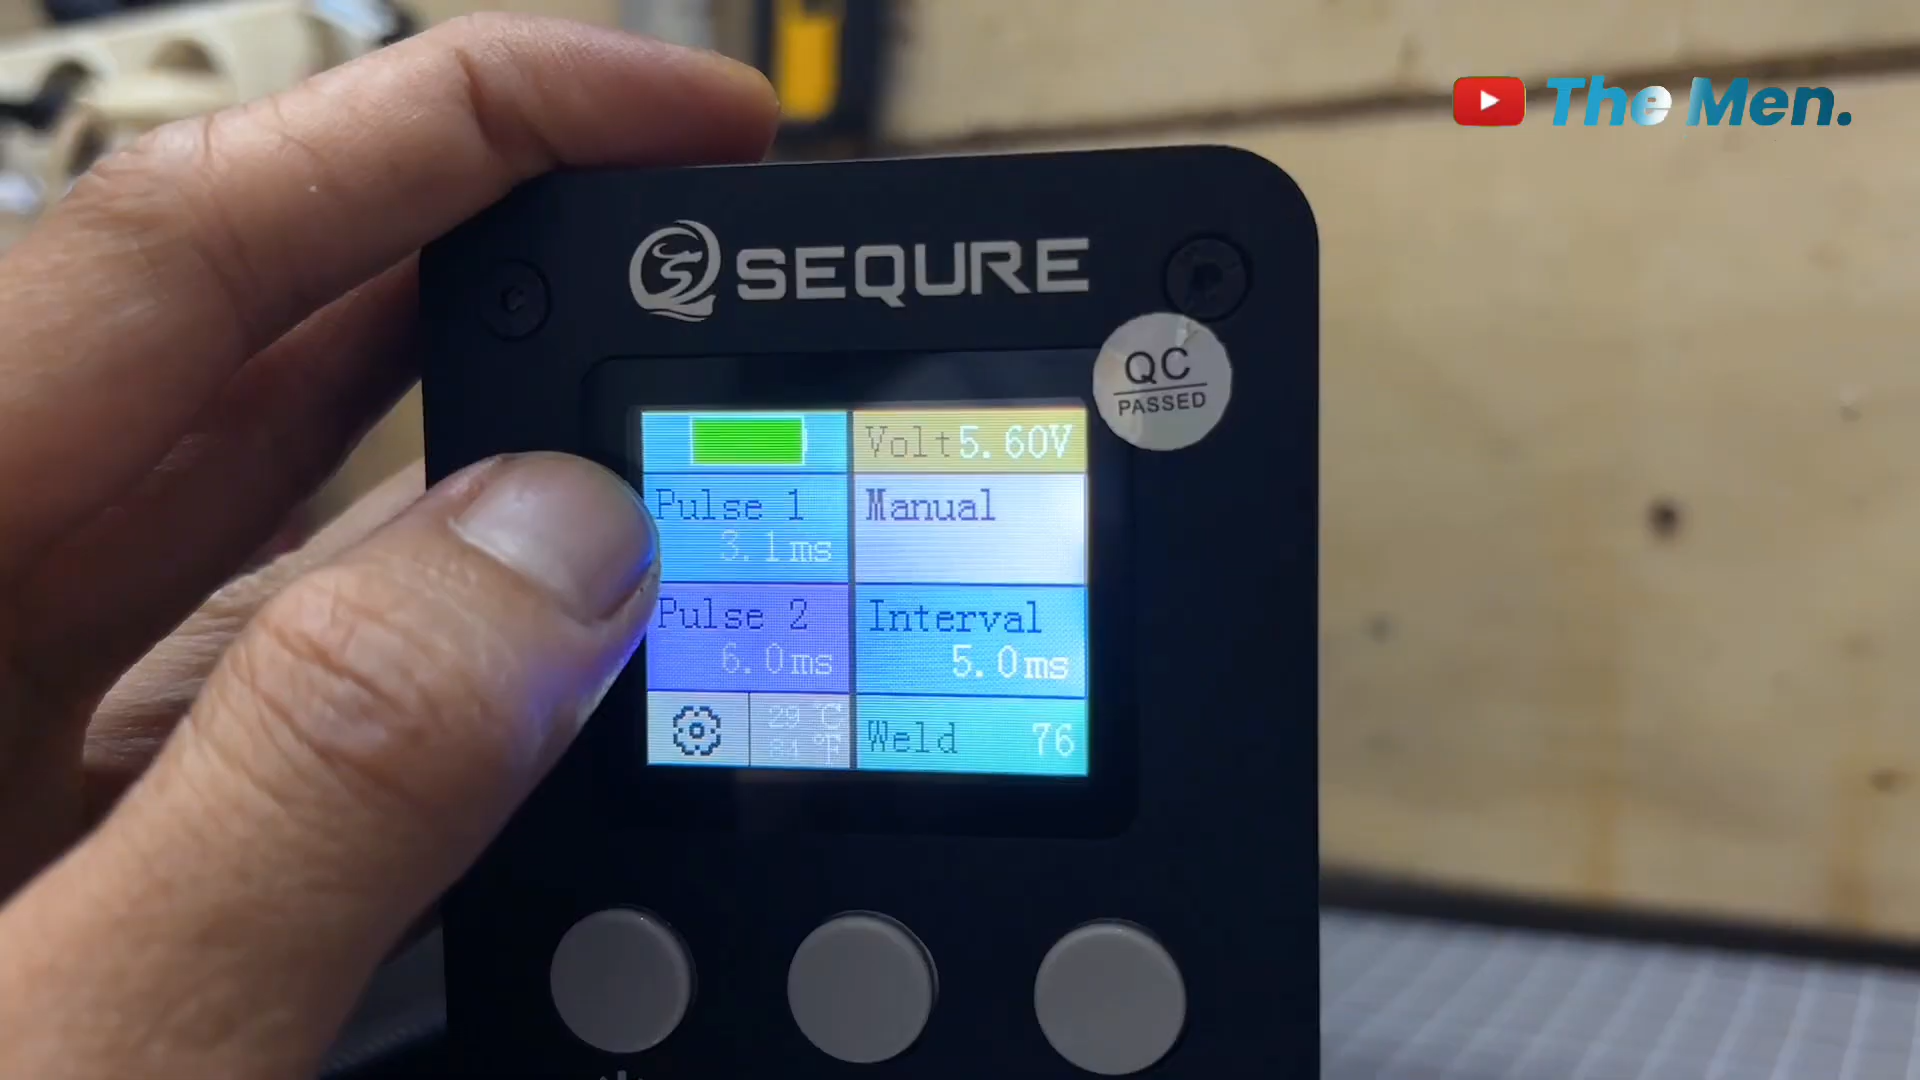 The Men.
SEQURE
QC
PASSED
Volt 5.60V
Pulse 1
3.1ms
Manual
Pulse 2
6.0ms
Interval
5.0ms
29 ℃
84 ℉
Weld 76